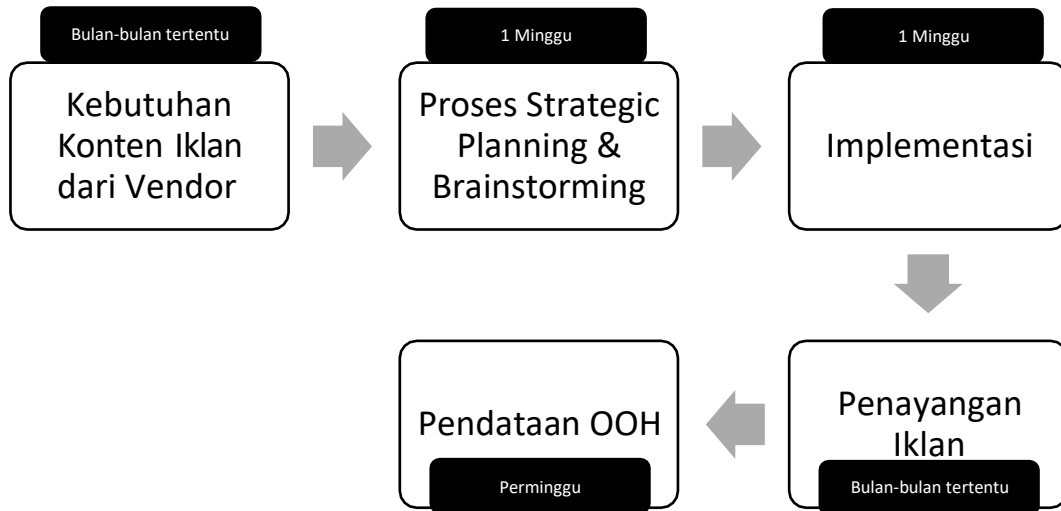 Bulan-bulan tertentu
Kebutuhan
Konten Iklan
dari Vendor
1 Minggu
Proses Strategic
Planning &
Brainstorming
1 Minggu
Implementasi
Penayangan
Iklan
Bulan-bulan tertentu
Pendataan OOH
Perminggu